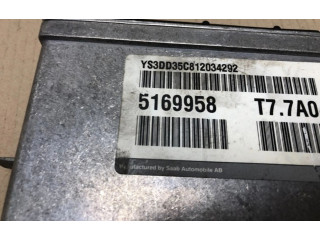 YS3DD35C812034292
5169958 T7.7A0
Manufactured by Saab Automobile AB